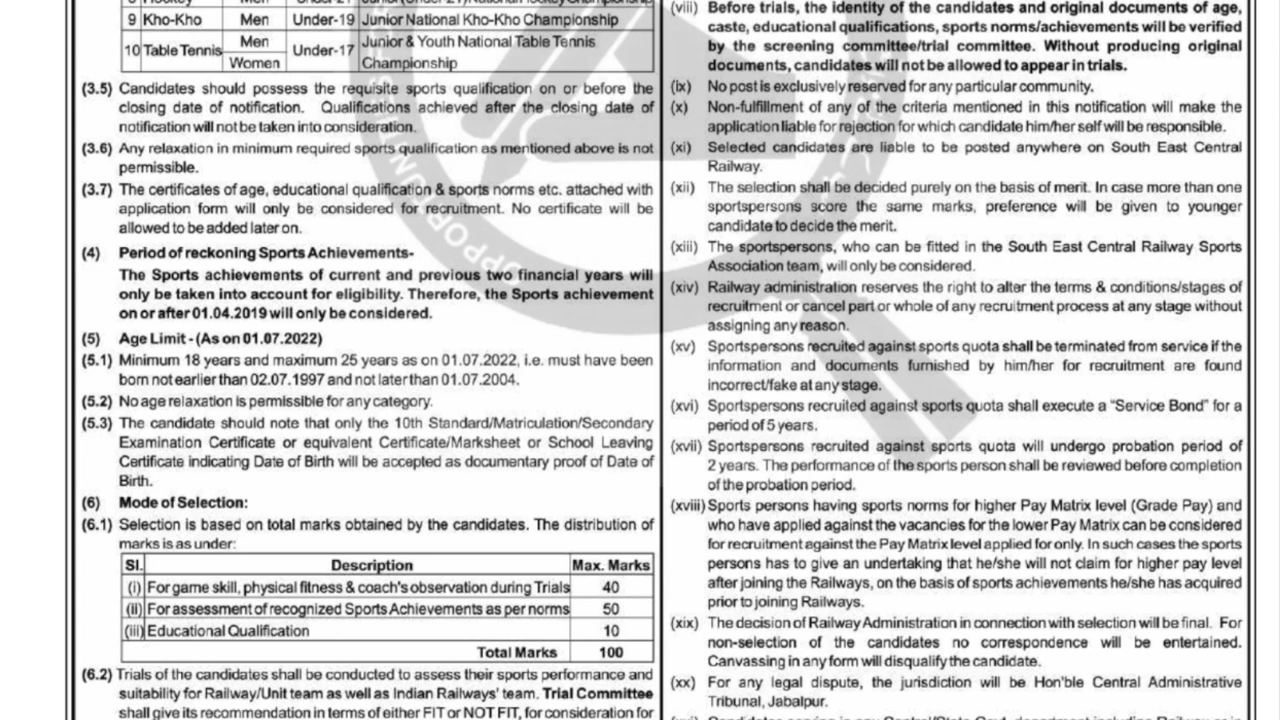 9 Kho-Kho Men Under-19 Junior National Kho-Kho Championship
10 Table Tennis Men Under-17 Junior & Youth National Table Tennis
Women Championship
(3.5) Candidates should possess the requisite sports qualification on or before the
closing date of notification. Qualifications achieved after the closing date of
notification will not be taken into consideration.
(3.6) Any relaxation in minimum required sports qualification as mentioned above is not
permissible.
(3.7) The certificates of age, educational qualification & sports norms etc. attached with
application form will only be considered for recruitment. No certificate will be
allowed to be added later on.
(4) Period of reckoning Sports Achievements-
The Sports achievements of current and previous two financial years will
only be taken into account for eligibility. Therefore, the Sports achievement
on or after 01.04.2019 will only be considered.
(5) Age Limit - (As on 01.07.2022)
(5.1) Minimum 18 years and maximum 25 years as on 01.07.2022, i.e. must have been
born not earlier than 02.07.1997 and not later than 01.07.2004.
(5.2) No age relaxation is permissible for any category.
(5.3) The candidate should note that only the 10th Standard/Matriculation/Secondary
Examination Certificate or equivalent Certificate/Marksheet or School Leaving
Certificate indicating Date of Birth will be accepted as documentary proof of Date of
Birth.
(6) Mode of Selection:
(6.1) Selection is based on total marks obtained by the candidates. The distribution of
marks is as under:
Sl. Description Max. Marks
(i) For game skill, physical fitness & coach's observation during Trials 40
(ii) For assessment of recognized Sports Achievements as per norms 50
(iii) Educational Qualification 10
Total Marks 100
(6.2) Trials of the candidates shall be conducted to assess their sports performance and
suitability for Railway/Unit team as well as Indian Railways' team. Trial Committee
shall give its recommendation in terms of either FIT or NOT FIT, for consideration for
(viii) Before trials, the identity of the candidates and original documents of age,
caste, educational qualifications, sports norms/achievements will be verified
by the screening committee/trial committee. Without producing original
documents, candidates will not be allowed to appear in trials.
(ix) No post is exclusively reserved for any particular community.
(x) Non-fulfillment of any of the criteria mentioned in this notification will make the
application liable for rejection for which candidate him/her self will be responsible.
(xi) Selected candidates are liable to be posted anywhere on South East Central
Railway.
(xii) The selection shall be decided purely on the basis of merit. In case more than one
sportspersons score the same marks, preference will be given to younger
candidate to decide the merit.
(xiii) The sportspersons, who can be fitted in the South East Central Railway Sports
Association team, will only be considered.
(xiv) Railway administration reserves the right to alter the terms & conditions/stages of
recruitment or cancel part or whole of any recruitment process at any stage without
assigning any reason.
(xv) Sportspersons recruited against sports quota shall be terminated from service if the
information and documents furnished by him/her for recruitment are found
incorrect/fake at any stage.
(xvi) Sportspersons recruited against sports quota shall execute a "Service Bond" for a
period of 5 years.
(xvii) Sportspersons recruited against sports quota will undergo probation period of
2 years. The performance of the sports person shall be reviewed before completion
of the probation period.
(xviii) Sports persons having sports norms for higher Pay Matrix level (Grade Pay) and
who have applied against the vacancies for the lower Pay Matrix can be considered
for recruitment against the Pay Matrix level applied for only. In such cases the sports
persons has to give an undertaking that he/she will not claim for higher pay level
after joining the Railways, on the basis of sports achievements he/she has acquired
prior to joining Railways.
(xix) The decision of Railway Administration in connection with selection will be final. For
non-selection of the candidates no correspondence will be entertained.
Canvassing in any form will disqualify the candidate.
(xx) For any legal dispute, the jurisdiction will be Hon'ble Central Administrative
Tribunal, Jabalpur.